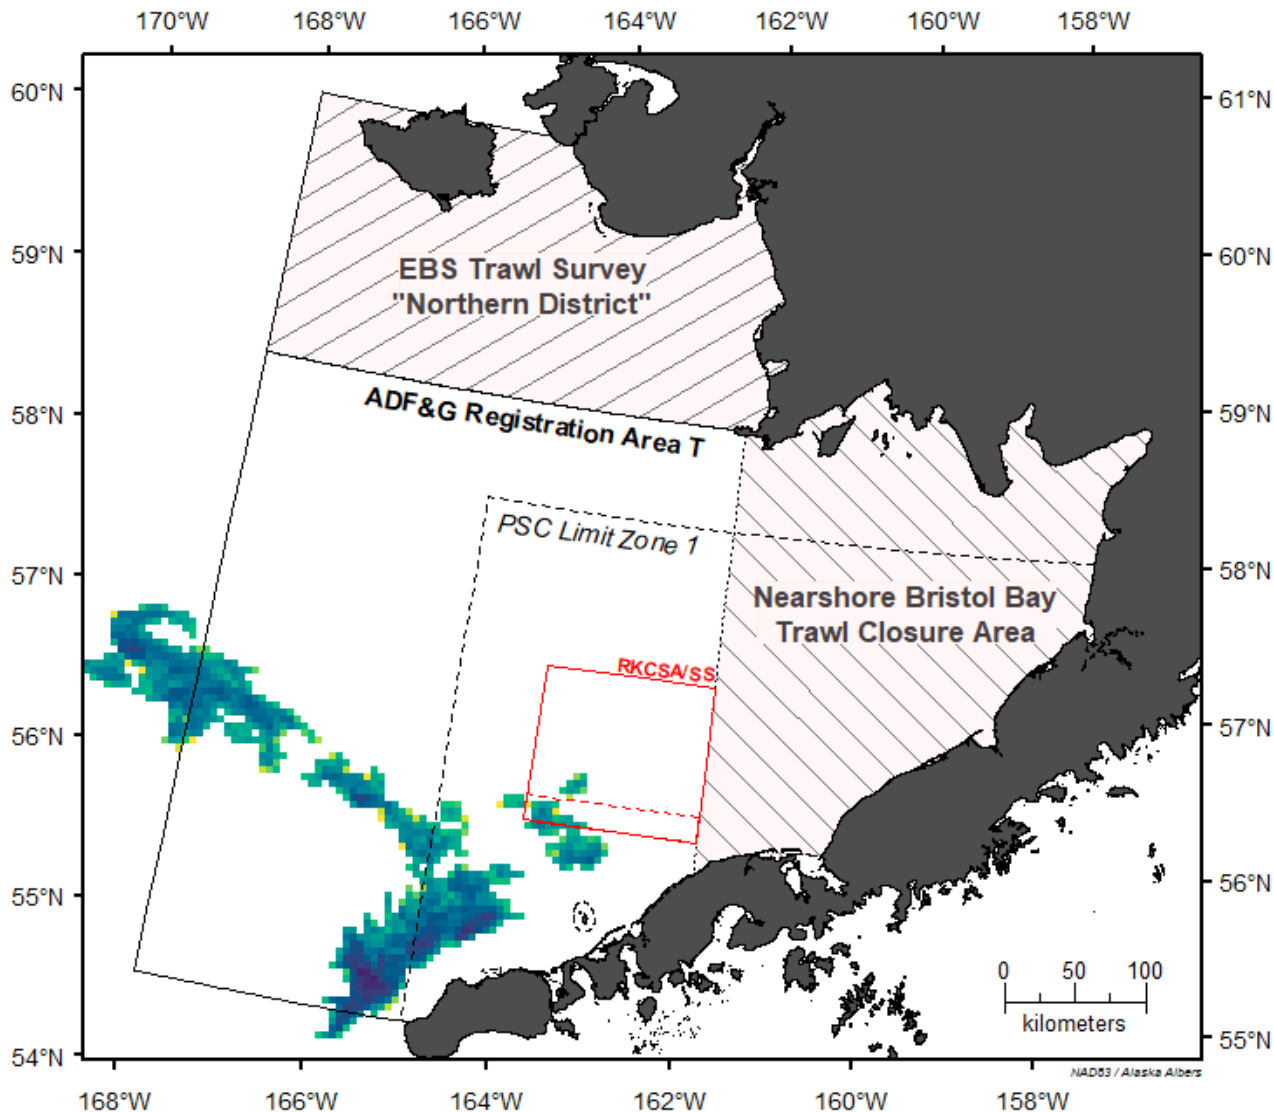 170°W 168°W 166°W 164°W 162°W 160°W 158°W
60°N
61°N
59°N
60°N
EBS Trawl Survey
"Northern District"
58°N
59°N
ADF&G Registration Area T
PSC Limit Zone 1
57°N
58°N
Nearshore Bristol Bay
Trawl Closure Area
RKCSA/SS
56°N
57°N
55°N
56°N
0 50 100
kilometers
54°N
55°N
NAD83 / Alaska Albers
168°W 166°W 164°W 162°W 160°W 158°W